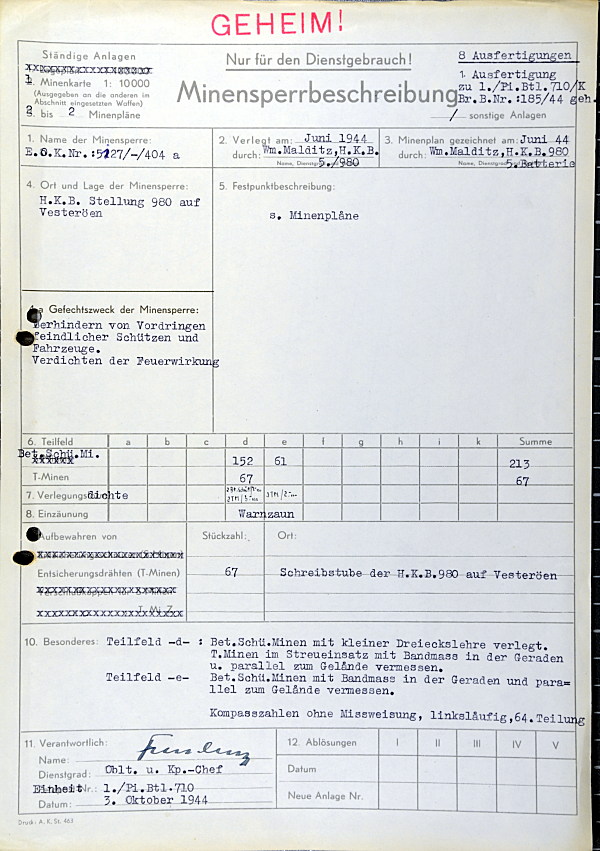 GEHEIM!
Ständige Anlagen
Nur für den Dienstgebrauch!
8 Ausfertigungen
1. Minenkarte 1: 10000
(Ausgegeben an die anderen im
Abschnitt eingesetzten Waffen)
2 bis 2 Minenpläne
Minensperrbeschreibung
1. Ausfertigung
zu 1./Pi.Btl.710/K
Br.B.Nr.:185/44 geh.
/ sonstige Anlagen
1. Name der Minensperre:
E.G.K.Nr.:5127/-/404 a
2. Verlegt am: Juni 1944
durch: Wm.Malditz,H.K.B.
Name, Dienstgr. 5./980
3. Minenplan gezeichnet am: Juni 44
durch: Wm.Malditz,H.K.B.980
Name, Dienstgr. 5.Batterie
4. Ort und Lage der Minensperre:
H.K.B. Stellung 980 auf
Vesteröen
5. Festpunktbeschreibung:
s. Minenpläne
4.a Gefechtszweck der Minensperre:
Verhindern von Vordringen
feindlicher Schützen und
Fahrzeuge.
Verdichten der Feuerwirkung
6. Teilfeld a b c d e f g h i k Summe
Bet.Schü.Mi. 152 61 213
T-Minen 67 67
7. Verlegungsdichte
8. Einzäunung Warnzaun
Aufbewahren von Stückzahl: Ort:
Entsicherungsdrähten (T-Minen) 67 Schreibstube der H.K.B.980 auf Vesteröen
10. Besonderes: Teilfeld -d- : Bet.Schü.Minen mit kleiner Dreieckslehre verlegt.
T.Minen im Streueinsatz mit Bandmass in der Geraden
u. parallel zum Gelände vermessen.
Teilfeld -e- Bet.Schü.Minen mit Bandmass in der Geraden und para=
llel zum Gelände vermessen.
Kompasszahlen ohne Missweisung, linksläufig,64.Teilung
11. Verantwortlich:
Name:
Dienstgrad: Oblt. u. Kp.-Chef
Einheit Nr.: 1./Pi.Btl.710
Datum: 3. Oktober 1944
12. Ablösungen I II III IV V
Datum
Neue Anlage Nr.
Druck: A. K. St. 463